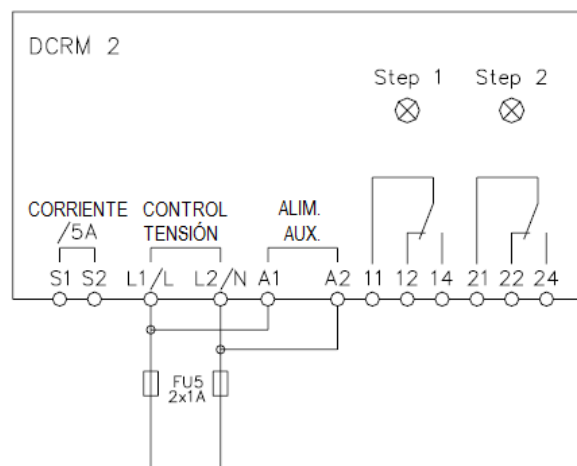 DCRM 2
Step 1 Step 2
CORRIENTE CONTROL ALIM.
/5A TENSIÓN AUX.
S1 S2 L1/L L2/N A1 A2 11 12 14 21 22 24
FU5
2x1A